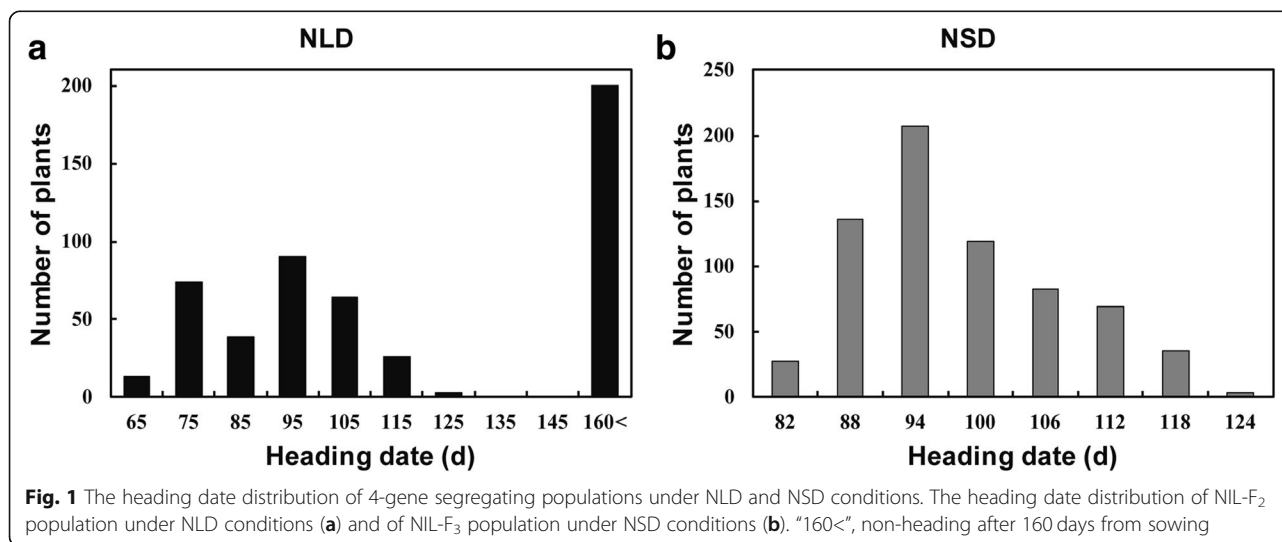 a
NLD
Number of plants
200
150
100
50
0
65 75 85 95 105 115 125 135 145 160<
Heading date (d)
b
NSD
Number of plants
250
200
150
100
50
0
82 88 94 100 106 112 118 124
Heading date (d)
Fig. 1 The heading date distribution of 4-gene segregating populations under NLD and NSD conditions. The heading date distribution of NIL-F₂
population under NLD conditions (a) and of NIL-F₃ population under NSD conditions (b). “160<”, non-heading after 160 days from sowing